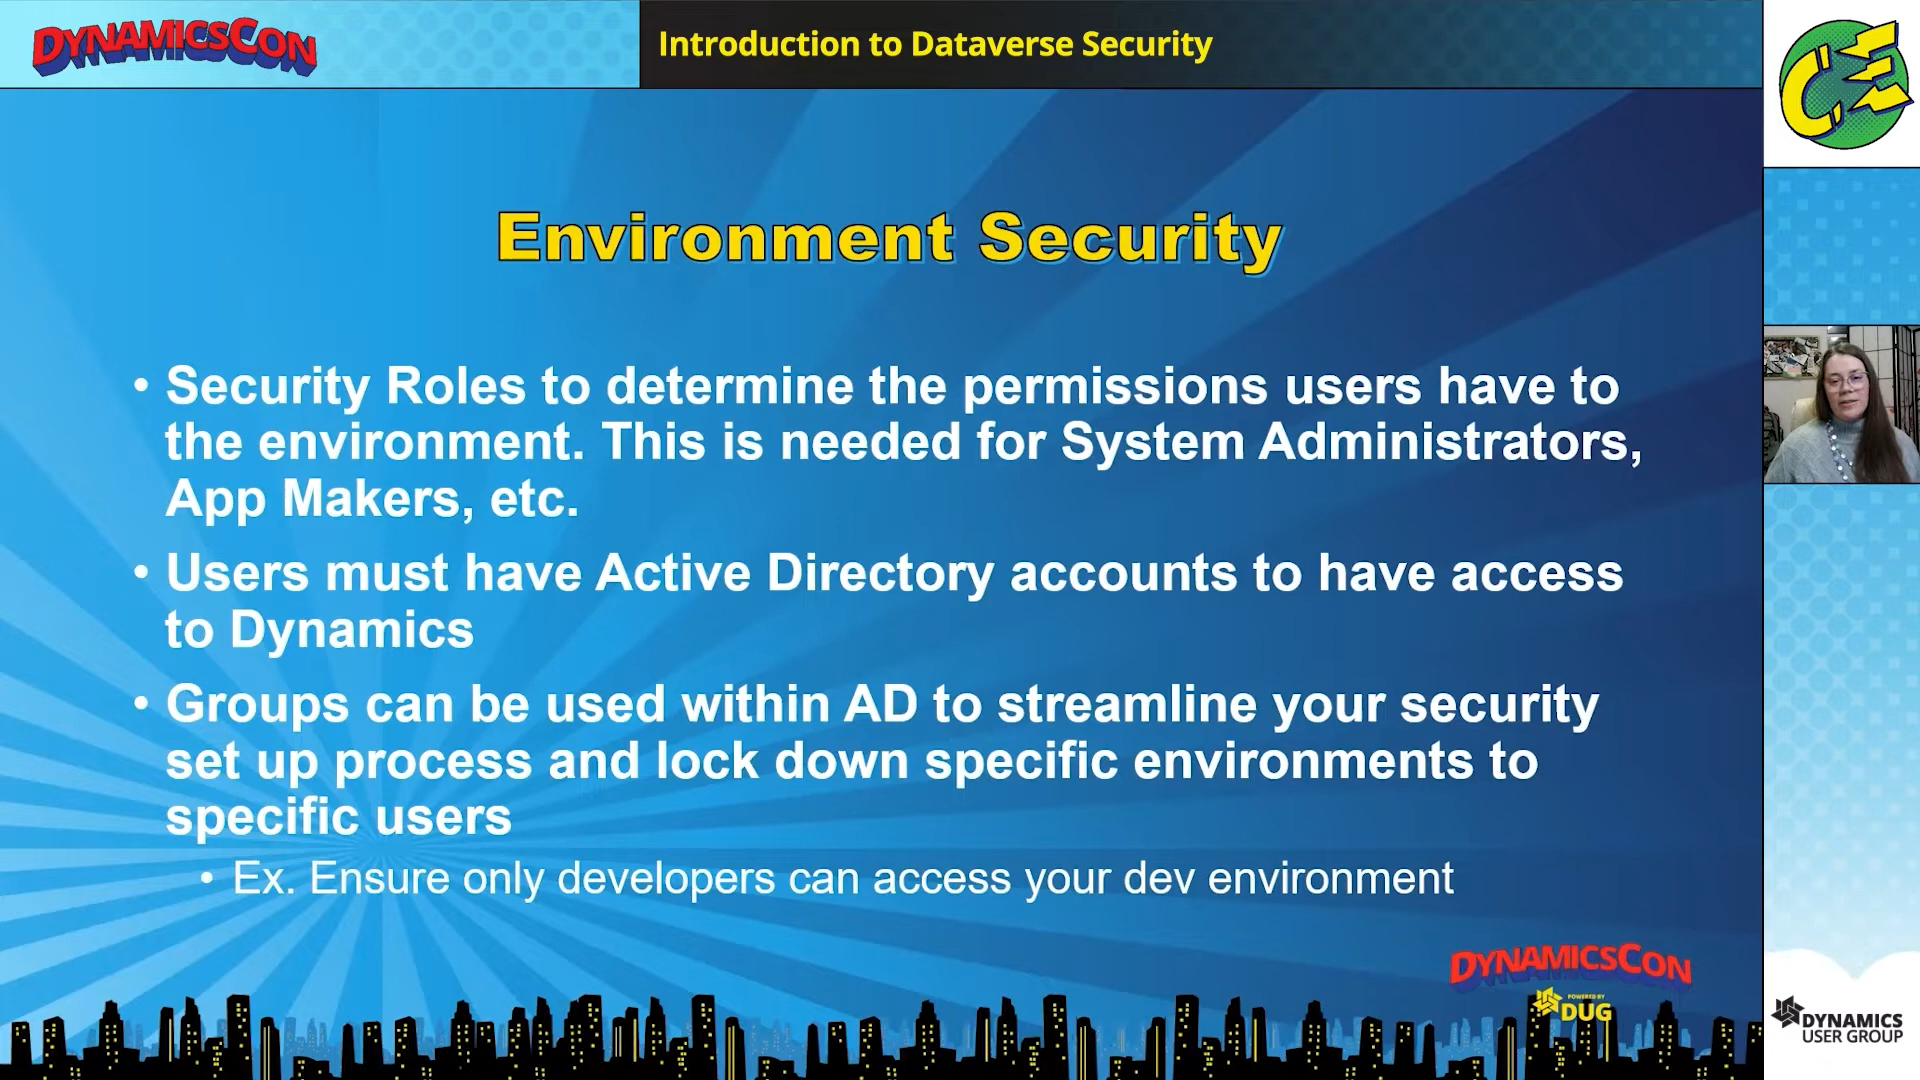 DYNAMICSCON
Introduction to Dataverse Security
CE
Environment Security
• Security Roles to determine the permissions users have to
the environment. This is needed for System Administrators,
App Makers, etc.
• Users must have Active Directory accounts to have access
to Dynamics
• Groups can be used within AD to streamline your security
set up process and lock down specific environments to
specific users
• Ex. Ensure only developers can access your dev environment
DYNAMICSCON
POWERED BY
DUG
DYNAMICS
USER GROUP